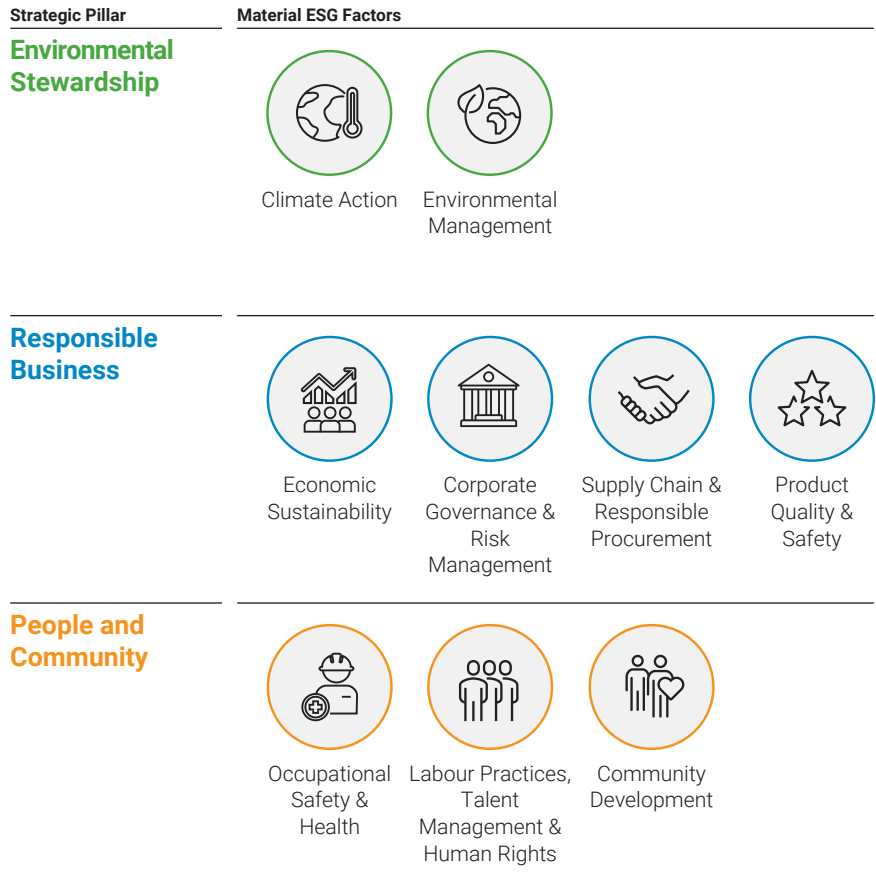 Strategic Pillar
Material ESG Factors
Environmental
Stewardship
Climate Action
Environmental
Management
Responsible
Business
Economic
Sustainability
Corporate
Governance &
Risk
Management
Supply Chain &
Responsible
Procurement
Product
Quality &
Safety
People and
Community
Occupational
Safety &
Health
Labour Practices,
Talent
Management &
Human Rights
Community
Development